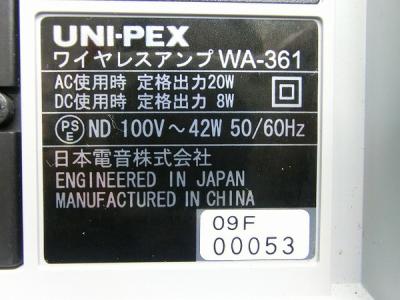 UNI-PEX
ワイヤレスアンプ WA-361
AC使用時 定格出力20W
DC使用時 定格出力 8W
PSE ND 100V～42W 50/60Hz
日本電音株式会社
ENGINEERED IN JAPAN
MANUFACTURED IN CHINA
09F
00053